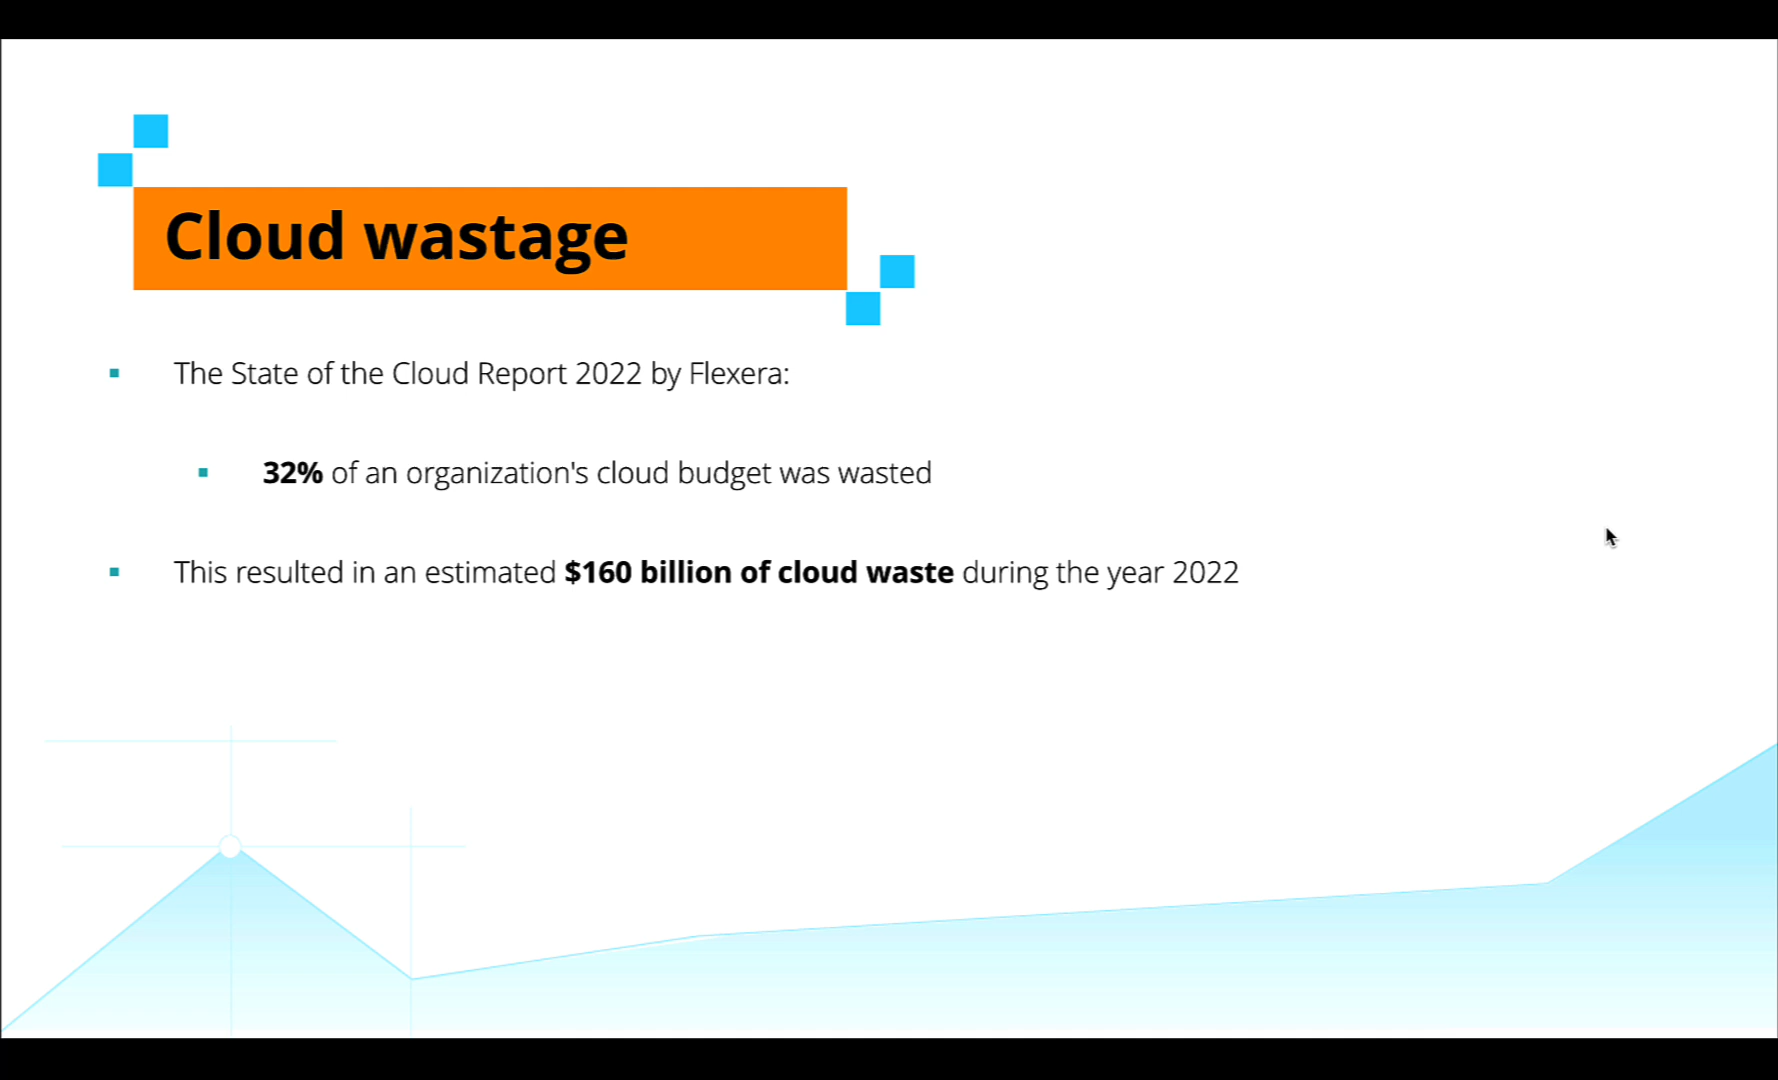 Cloud wastage
The State of the Cloud Report 2022 by Flexera:
32% of an organization's cloud budget was wasted
This resulted in an estimated $160 billion of cloud waste during the year 2022